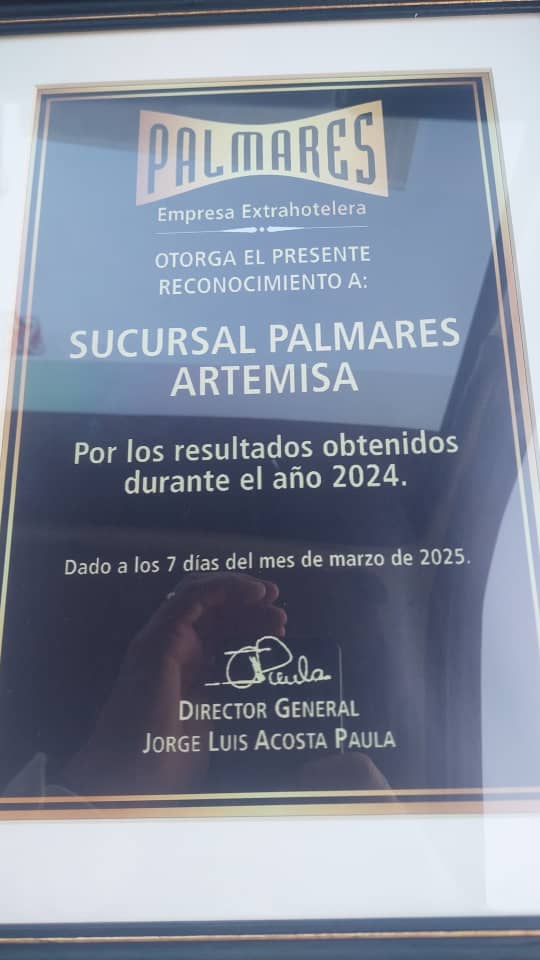 PALMARES
Empresa Extrahotelera
OTORGA EL PRESENTE
RECONOCIMIENTO A:
SUCURSAL PALMARES
ARTEMISA
Por los resultados obtenidos
durante el año 2024.
Dado a los 7 días del mes de marzo de 2025.
DIRECTOR GENERAL
JORGE LUIS ACOSTA PAULA